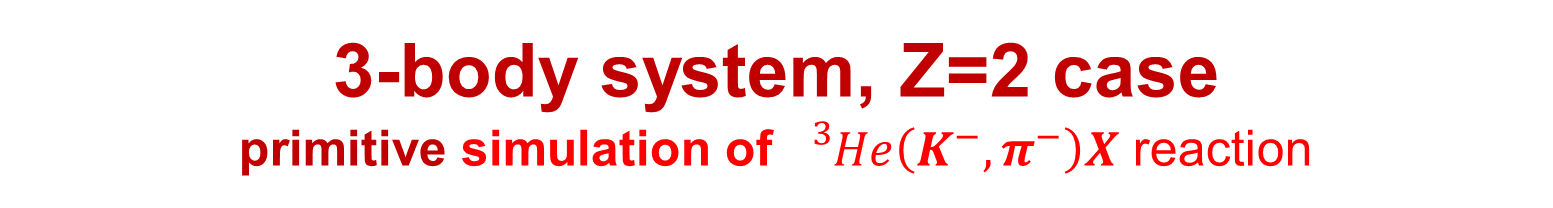 3-body system, Z=2 case
primitive simulation of ³He(K⁻,π⁻)X reaction